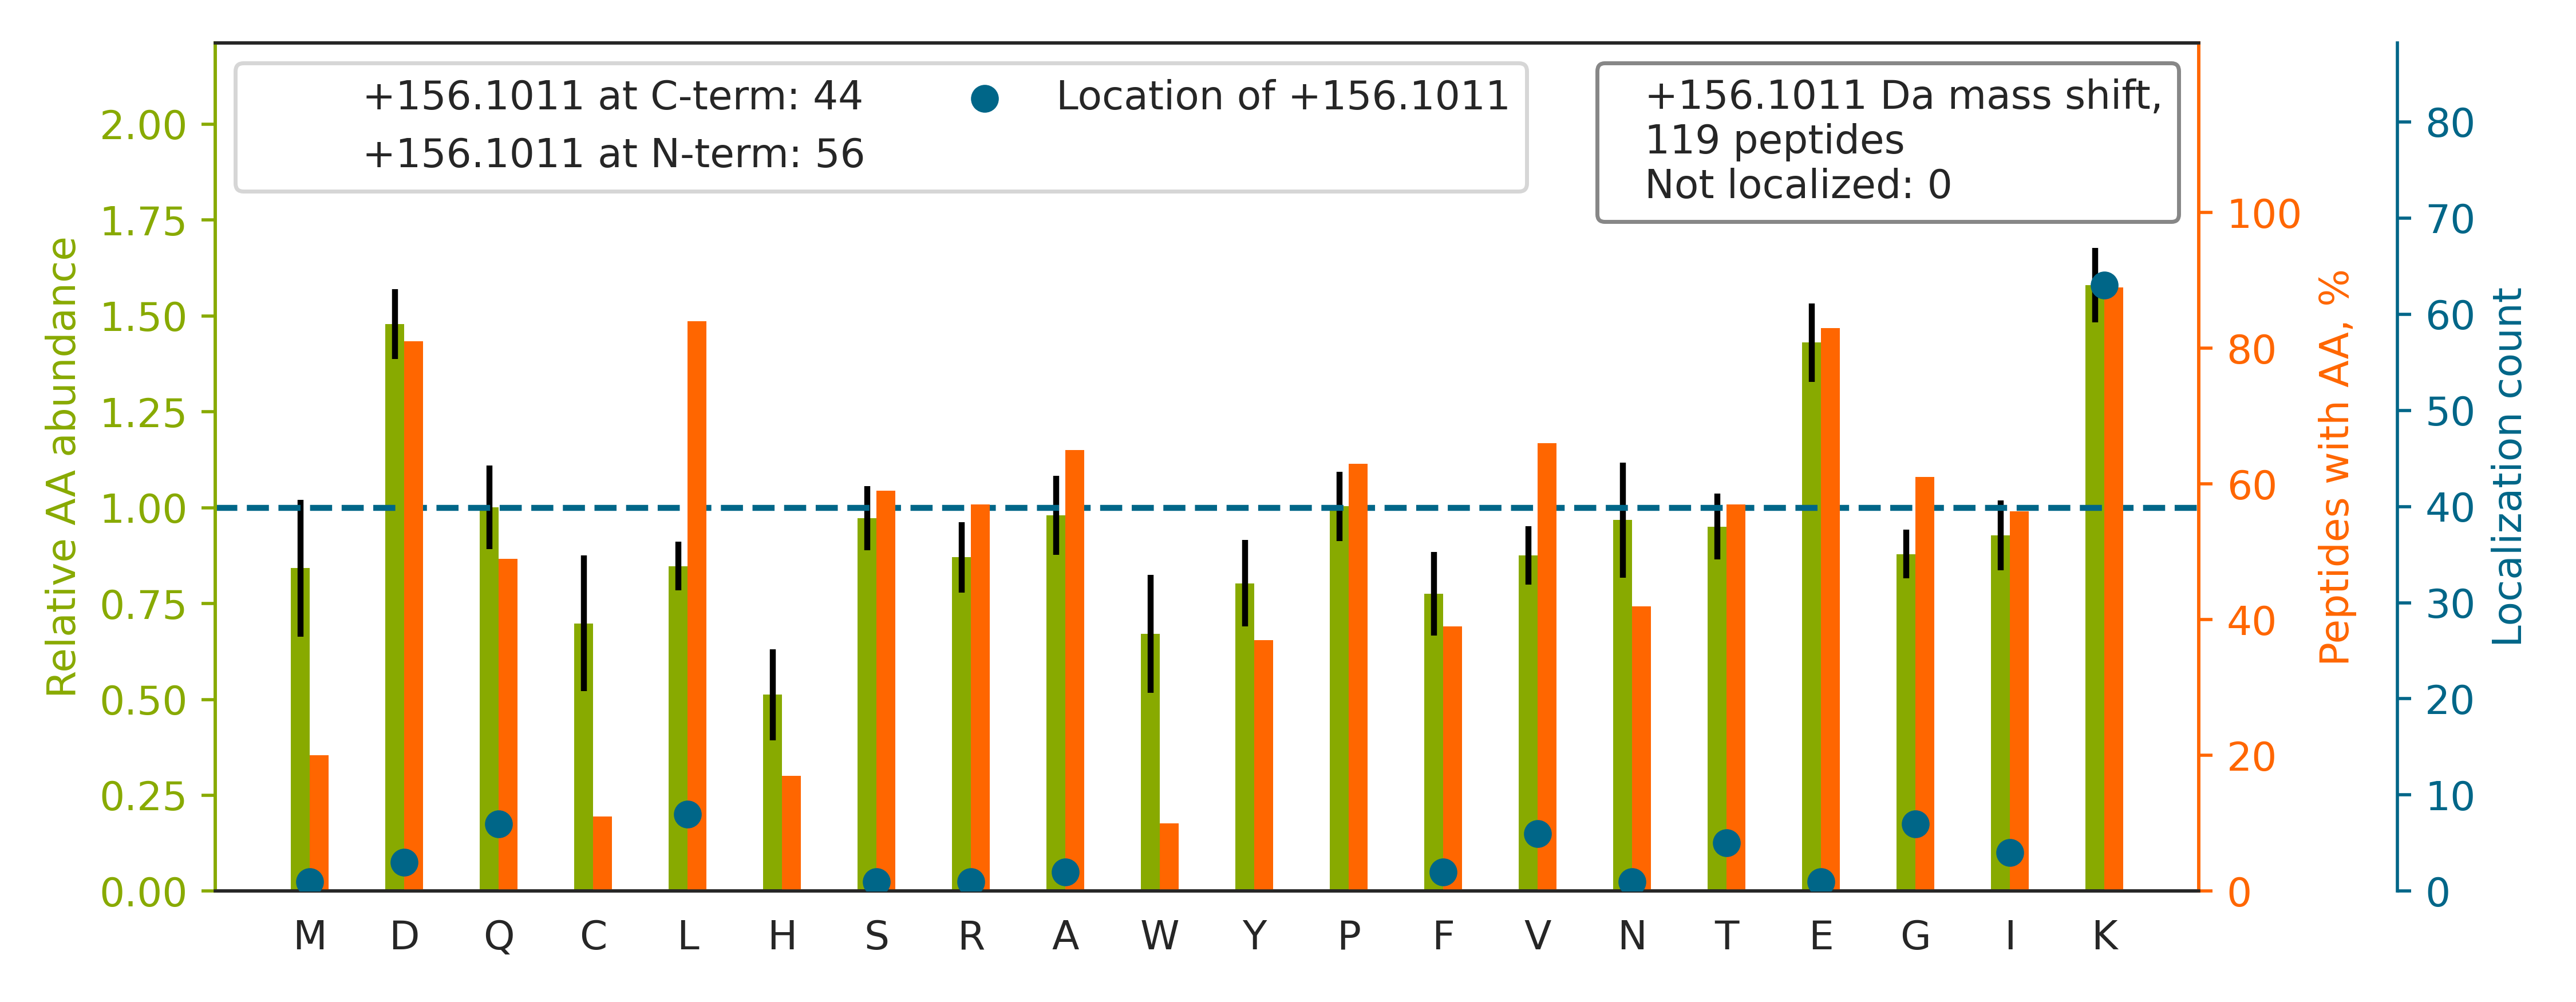 +156.1011 at C-term: 44
+156.1011 at N-term: 56
Location of +156.1011
+156.1011 Da mass shift,
119 peptides
Not localized: 0
Relative AA abundance
2.00
1.75
1.50
1.25
1.00
0.75
0.50
0.25
0.00
M D Q C L H S R A W Y P F V N T E G I K
100
80
60
40
20
0
Peptides with AA, %
80
70
60
50
40
30
20
10
0
Localization count